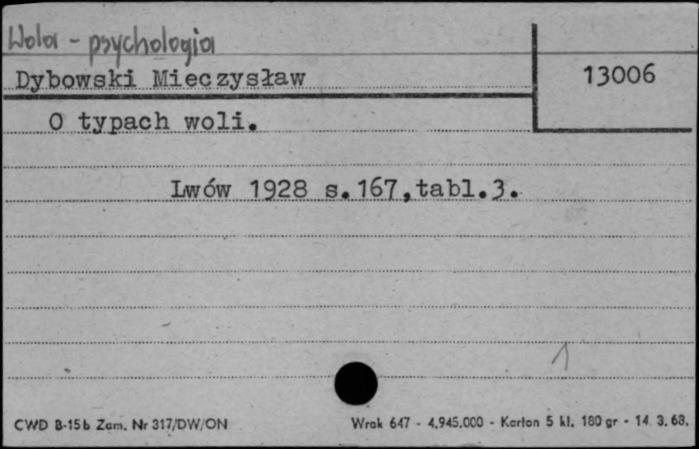 Wola - psychologia
Dybowski Mieczysław
13006
O typach woli.
Lwów 1928 s.167,tabl.3.
1
CWD B-15b Zam. Nr 317/DW/ON
Wrak 647 - 4.945.000 - Karton 5 kl. 180 gr - 14. 3. 63.